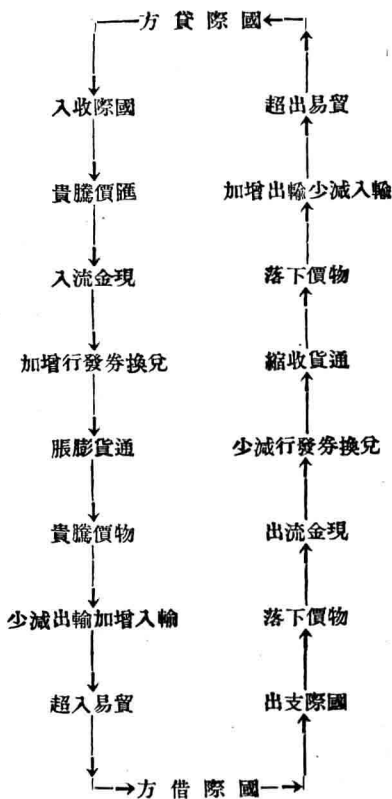 國際貸方
國際收入
匯價騰貴
現金流入
兌換券發行增加
通貨膨脹
物價騰貴
輸入增加輸出減少
貿易入超
國際借方
國際支出
物價下落
現金流出
兌換券發行減少
通貨收縮
物價下落
輸入減少輸出增加
貿易出超